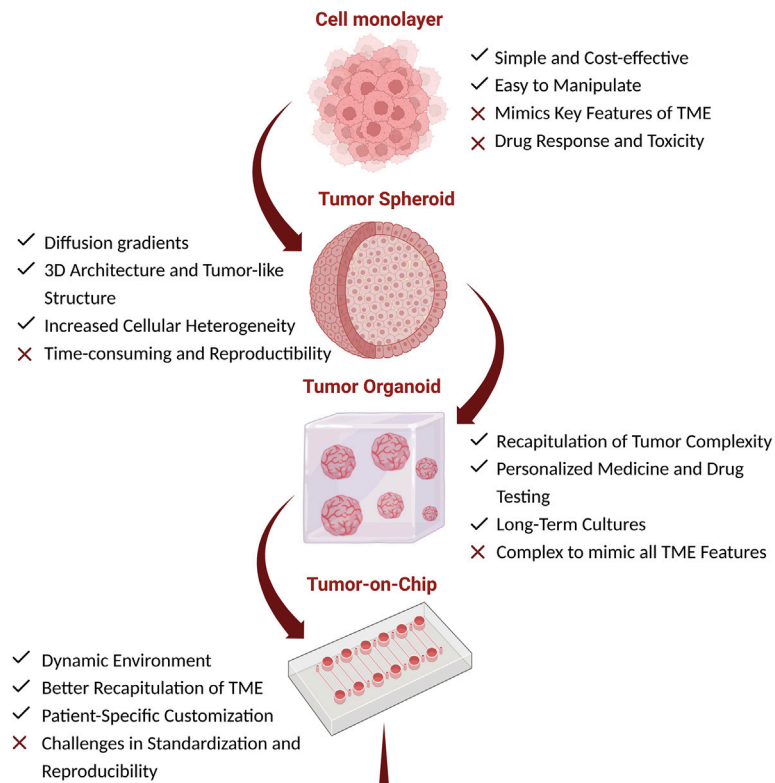 Cell monolayer
Simple and Cost-effective
Easy to Manipulate
Mimics Key Features of TME
Drug Response and Toxicity
Tumor Spheroid
Diffusion gradients
3D Architecture and Tumor-like
Structure
Increased Cellular Heterogeneity
Time-consuming and Reproductibility
Tumor Organoid
Recapitulation of Tumor Complexity
Personalized Medicine and Drug
Testing
Long-Term Cultures
Complex to mimic all TME Features
Tumor-on-Chip
Dynamic Environment
Better Recapitulation of TME
Patient-Specific Customization
Challenges in Standardization and
Reproducibility